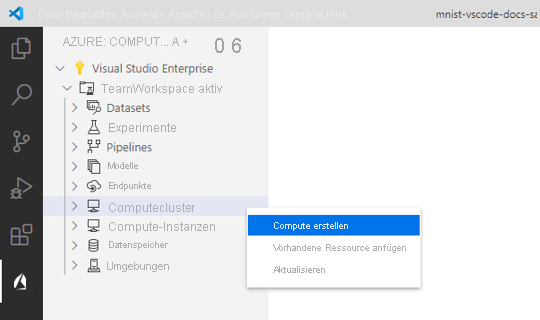 Datei Bearbeiten Auswahl Ansicht Los Ausführen Terminal Hilfe
mnist-vscode-docs-sa
AZURE: COMPUT... A + 0 6
Visual Studio Enterprise
TeamWorkspace aktiv
Datasets
Experimente
Pipelines
Modelle
Endpunkte
Computecluster
Compute-Instanzen
Datenspeicher
Umgebungen
Compute erstellen
Vorhandene Ressource anfügen
Aktualisieren